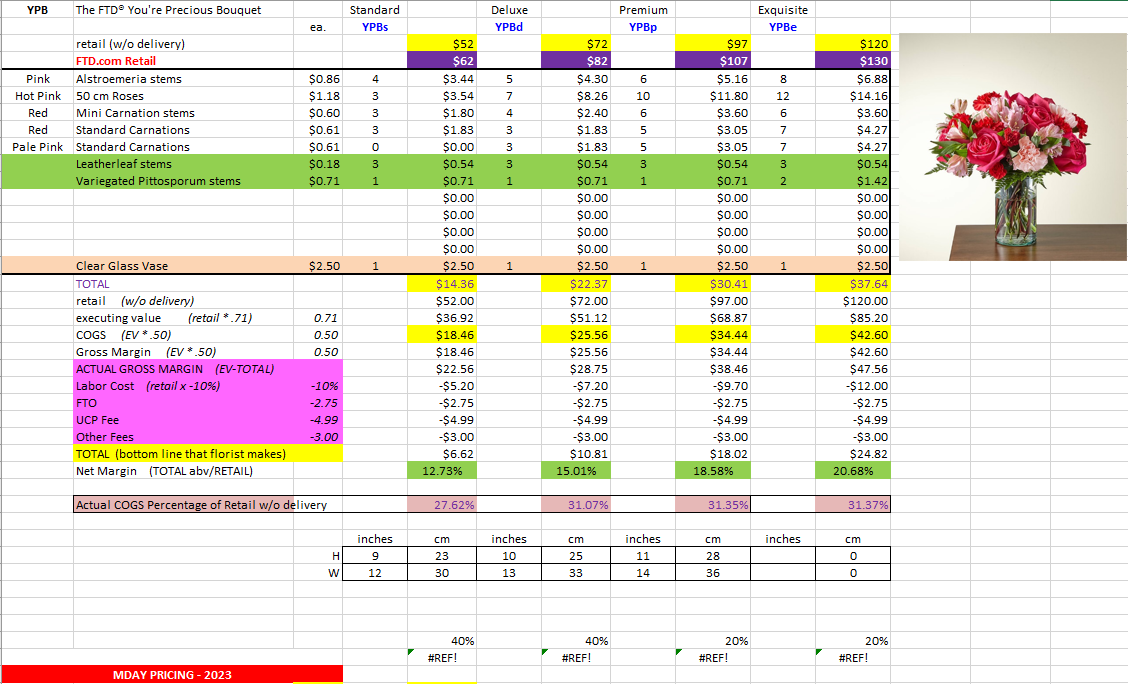 YPB The FTD® You're Precious Bouquet Standard Deluxe Premium Exquisite
ea. YPBs YPBd YPBp YPBe
retail (w/o delivery) $52 $72 $97 $120
FTD.com Retail $62 $82 $107 $130
Pink Alstroemeria stems $0.86 4 $3.44 5 $4.30 6 $5.16 8 $6.88
Hot Pink 50 cm Roses $1.18 3 $3.54 7 $8.26 10 $11.80 12 $14.16
Red Mini Carnation stems $0.60 3 $1.80 4 $2.40 6 $3.60 6 $3.60
Red Standard Carnations $0.61 3 $1.83 3 $1.83 5 $3.05 7 $4.27
Pale Pink Standard Carnations $0.61 0 $0.00 3 $1.83 5 $3.05 7 $4.27
Leatherleaf stems $0.18 3 $0.54 3 $0.54 3 $0.54 3 $0.54
Variegated Pittosporum stems $0.71 1 $0.71 1 $0.71 1 $0.71 2 $1.42
$0.00 $0.00 $0.00 $0.00
$0.00 $0.00 $0.00 $0.00
$0.00 $0.00 $0.00 $0.00
$0.00 $0.00 $0.00 $0.00
Clear Glass Vase $2.50 1 $2.50 1 $2.50 1 $2.50 1 $2.50
TOTAL $14.36 $22.37 $30.41 $37.64
retail (w/o delivery) $52.00 $72.00 $97.00 $120.00
executing value (retail * .71) 0.71 $36.92 $51.12 $68.87 $85.20
COGS (EV * .50) 0.50 $18.46 $25.56 $34.44 $42.60
Gross Margin (EV * .50) 0.50 $18.46 $25.56 $34.44 $42.60
ACTUAL GROSS MARGIN (EV-TOTAL) $22.56 $28.75 $38.46 $47.56
Labor Cost (retail x -10%) -10% -$5.20 -$7.20 -$9.70 -$12.00
FTO -2.75 -$2.75 -$2.75 -$2.75 -$2.75
UCP Fee -4.99 -$4.99 -$4.99 -$4.99 -$4.99
Other Fees -3.00 -$3.00 -$3.00 -$3.00 -$3.00
TOTAL (bottom line that florist makes) $6.62 $10.81 $18.02 $24.82
Net Margin (TOTAL abv/RETAIL) 12.73% 15.01% 18.58% 20.68%
Actual COGS Percentage of Retail w/o delivery 27.62% 31.07% 31.35% 31.37%
inches cm inches cm inches cm inches cm
H 9 23 10 25 11 28 0
W 12 30 13 33 14 36 0
40% 40% 20% 20%
#REF! #REF! #REF! #REF!
MDAY PRICING - 2023